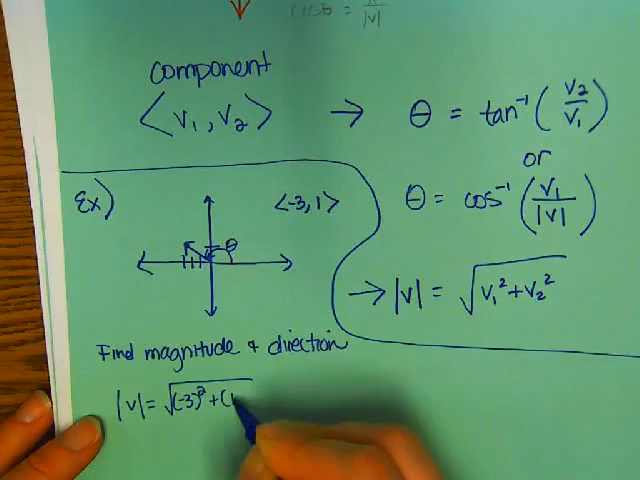 = |v|
component
⟨v₁, v₂⟩ → θ = tan⁻¹(v₂/v₁)
or
θ = cos⁻¹(v₁/|v|)
→ |v| = √(v₁² + v₂²)
Ex) ⟨-3, 1⟩
θ
Find magnitude & direction
|v| = √((-3)² + (1